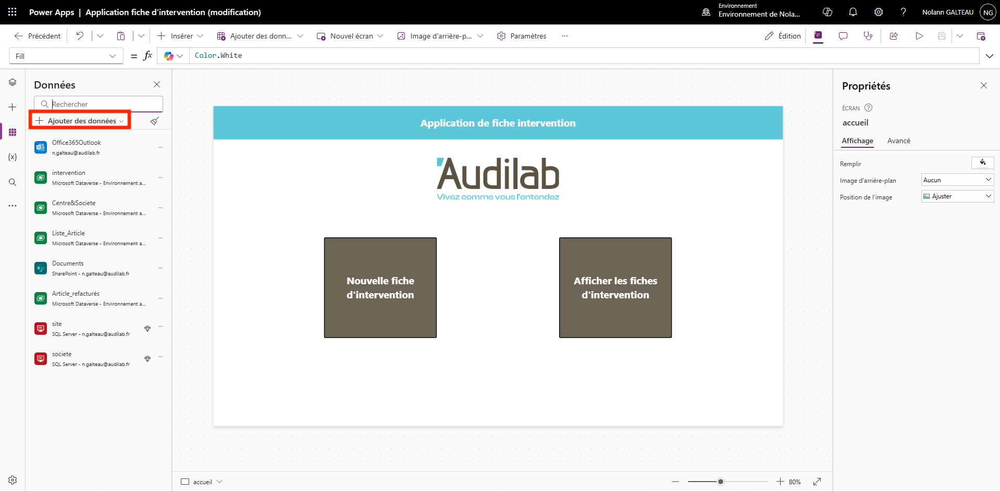 Power Apps | Application fiche d'intervention (modification)
Environnement
Environnement de Nola...
Nolann GALTEAU
NG
Précédent
Insérer
Ajouter des donn...
Nouvel écran
Image d'arrière-p...
Paramètres
...
Édition
Fill
= fx
Color.White
Données
Rechercher
Ajouter des données
Office365Outlook
n.galteau@audilab.fr
intervention
Microsoft Dataverse - Environnement a...
Centre&Societe
Microsoft Dataverse - Environnement a...
Liste_Article
Microsoft Dataverse - Environnement a...
Documents
SharePoint - n.galteau@audilab.fr
Article_refacturés
Microsoft Dataverse - Environnement a...
site
SQL Server - n.galteau@audilab.fr
societe
SQL Server - n.galteau@audilab.fr
Application de fiche intervention
Audilab
Vivez comme vous l'entendez
Nouvelle fiche
d'intervention
Afficher les fiches
d'intervention
accueil
80%
Propriétés
ÉCRAN
accueil
Affichage
Avancé
Remplir
Image d'arrière-plan
Aucun
Position de l'image
Ajuster